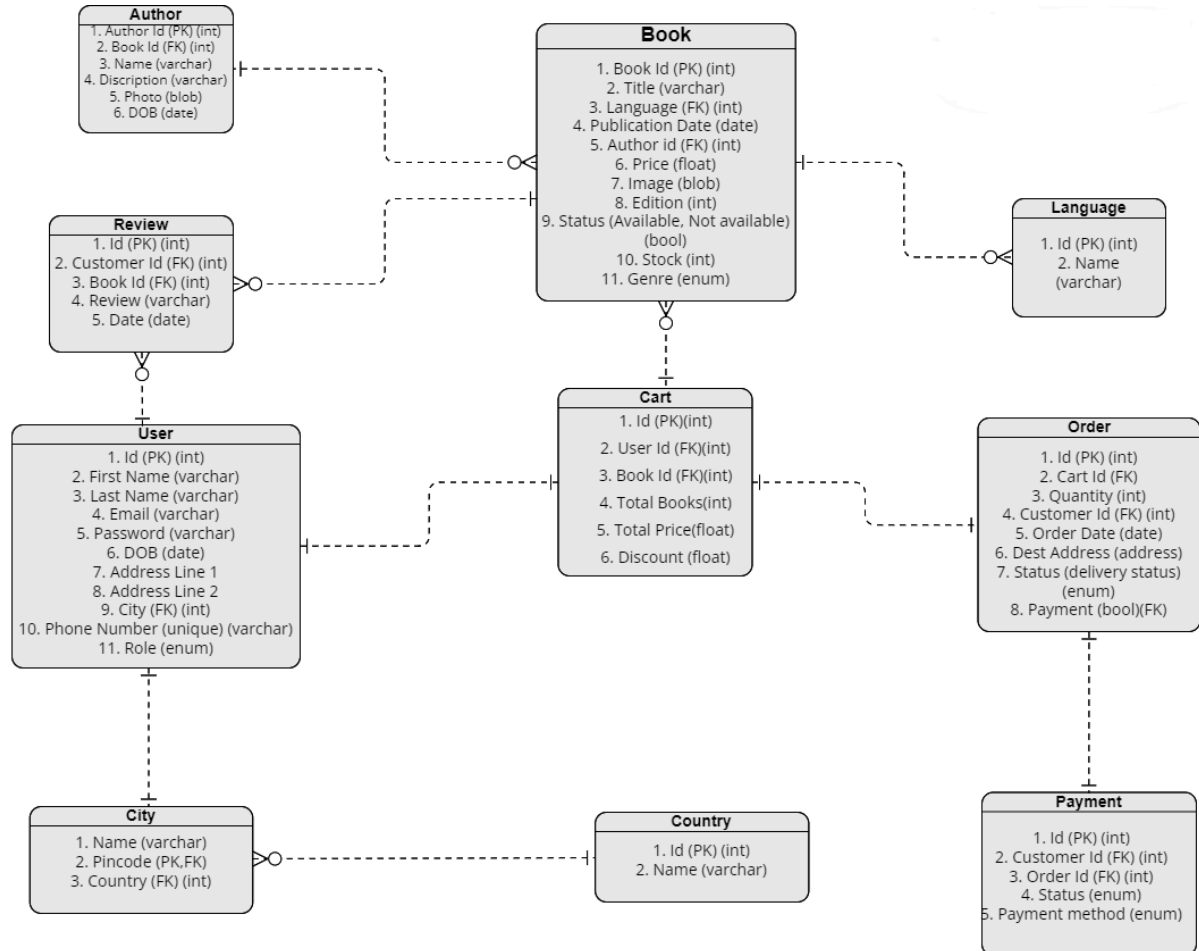 Author
1. Author Id (PK) (int)
2. Book Id (FK) (int)
3. Name (varchar)
4. Discription (varchar)
5. Photo (blob)
6. DOB (date)
Book
1. Book Id (PK) (int)
2. Title (varchar)
3. Language (FK) (int)
4. Publication Date (date)
5. Author id (FK) (int)
6. Price (float)
7. Image (blob)
8. Edition (int)
9. Status (Available, Not available)
(bool)
10. Stock (int)
11. Genre (enum)
Language
1. Id (PK) (int)
2. Name
(varchar)
Review
1. Id (PK) (int)
2. Customer Id (FK) (int)
3. Book Id (FK) (int)
4. Review (varchar)
5. Date (date)
User
1. Id (PK) (int)
2. First Name (varchar)
3. Last Name (varchar)
4. Email (varchar)
5. Password (varchar)
6. DOB (date)
7. Address Line 1
8. Address Line 2
9. City (FK) (int)
10. Phone Number (unique) (varchar)
11. Role (enum)
Cart
1. Id (PK)(int)
2. User Id (FK)(int)
3. Book Id (FK)(int)
4. Total Books(int)
5. Total Price(float)
6. Discount (float)
Order
1. Id (PK) (int)
2. Cart Id (FK)
3. Quantity (int)
4. Customer Id (FK) (int)
5. Order Date (date)
6. Dest Address (address)
7. Status (delivery status)
(enum)
8. Payment (bool)(FK)
City
1. Name (varchar)
2. Pincode (PK,FK)
3. Country (FK) (int)
Country
1. Id (PK) (int)
2. Name (varchar)
Payment
1. Id (PK) (int)
2. Customer Id (FK) (int)
3. Order Id (FK) (int)
4. Status (enum)
5. Payment method (enum)